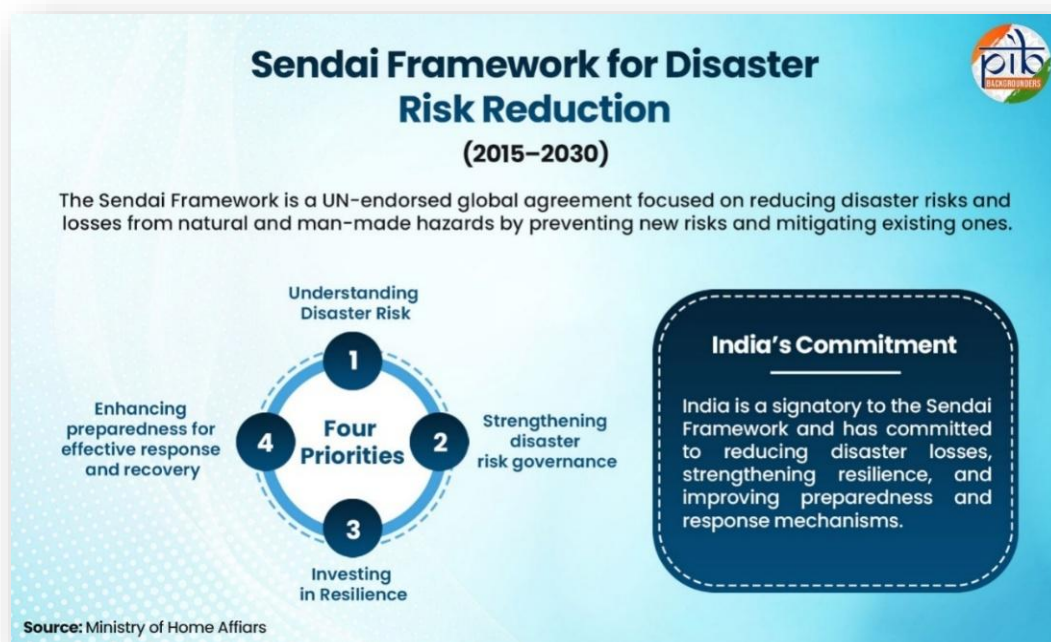 Sendai Framework for Disaster
Risk Reduction
(2015–2030)
pib
BACKGROUNDERS
The Sendai Framework is a UN-endorsed global agreement focused on reducing disaster risks and
losses from natural and man-made hazards by preventing new risks and mitigating existing ones.
Understanding
Disaster Risk
1
Enhancing
preparedness for
effective response
and recovery
4
Four
Priorities
2
Strengthening
disaster
risk governance
3
Investing
in Resilience
India’s Commitment
India is a signatory to the Sendai
Framework and has committed
to reducing disaster losses,
strengthening resilience, and
improving preparedness and
response mechanisms.
Source: Ministry of Home Affiars